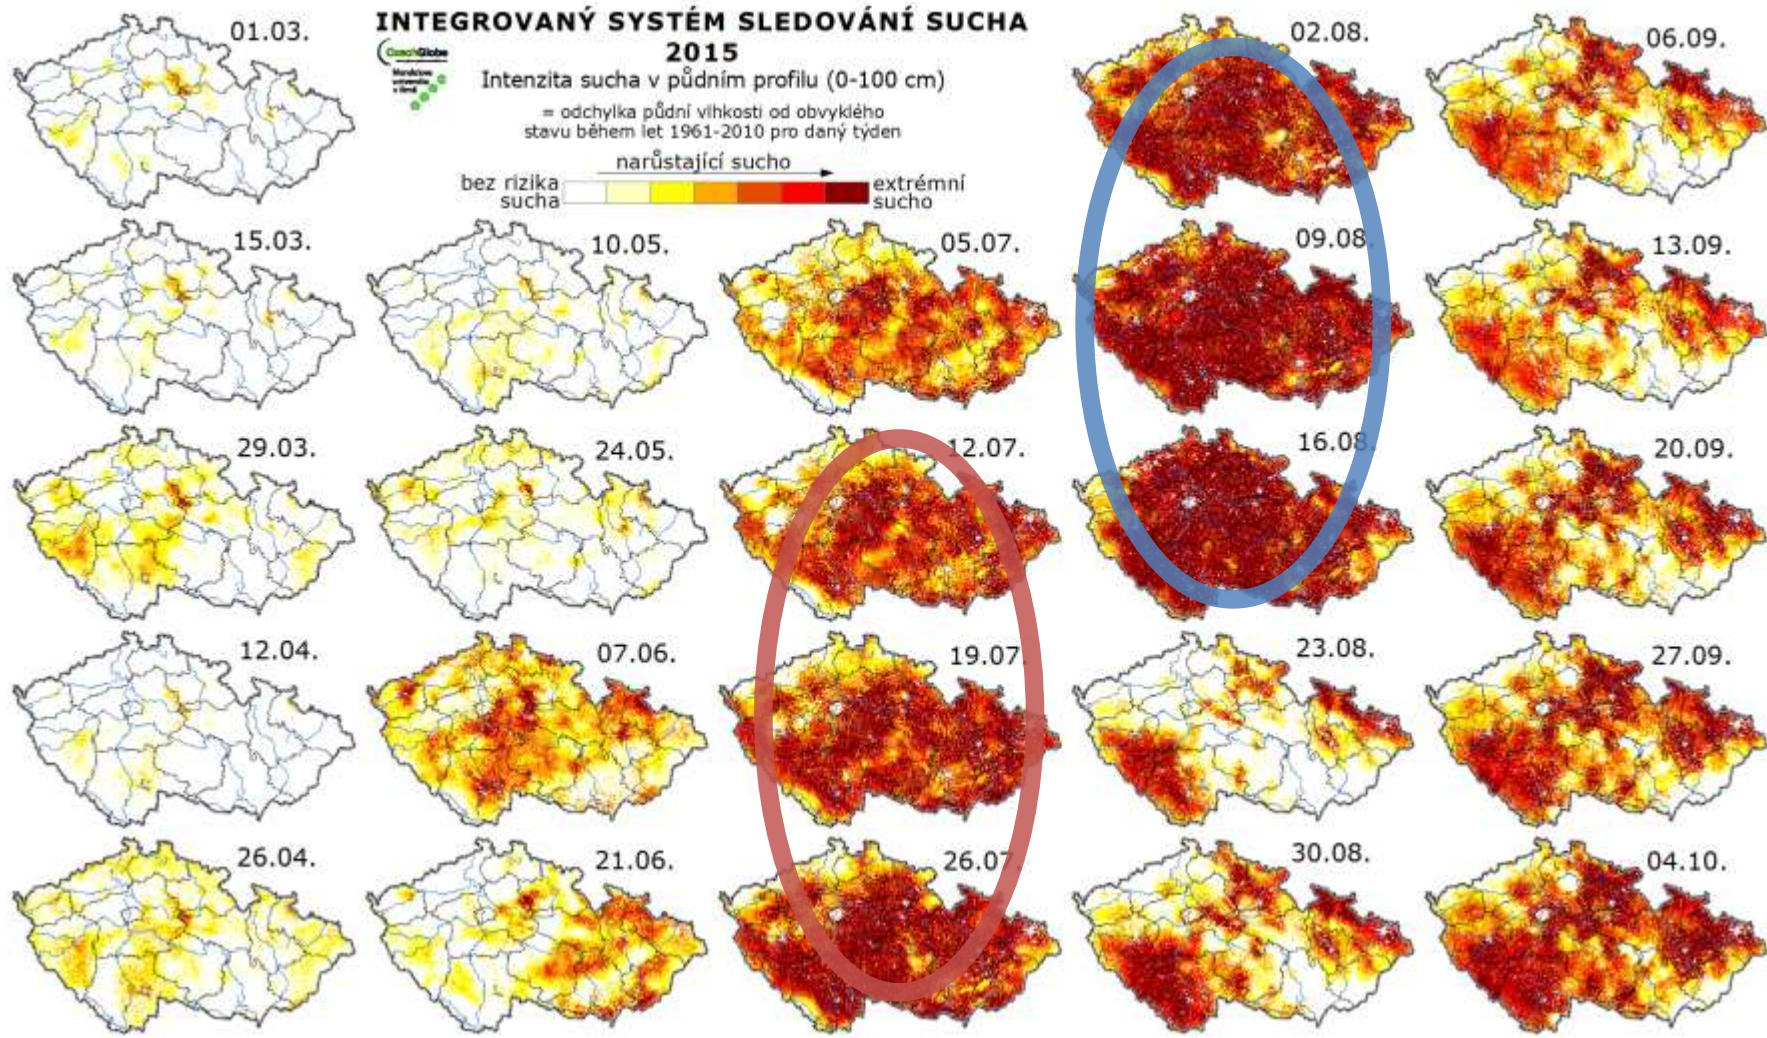 INTEGROVANÝ SYSTÉM SLEDOVÁNÍ SUCHA
2015
CzechGlobe
Mendelova
univerzita
v Brně
Intenzita sucha v půdním profilu (0-100 cm)
= odchylka půdní vlhkosti od obvyklého
stavu během let 1961-2010 pro daný týden
narůstající sucho
bez rizika
sucha
extrémní
sucho
01.03.
15.03.
29.03.
12.04.
26.04.
10.05.
24.05.
07.06.
21.06.
05.07.
12.07.
19.07.
26.07.
02.08.
09.08.
16.08.
23.08.
30.08.
06.09.
13.09.
20.09.
27.09.
04.10.